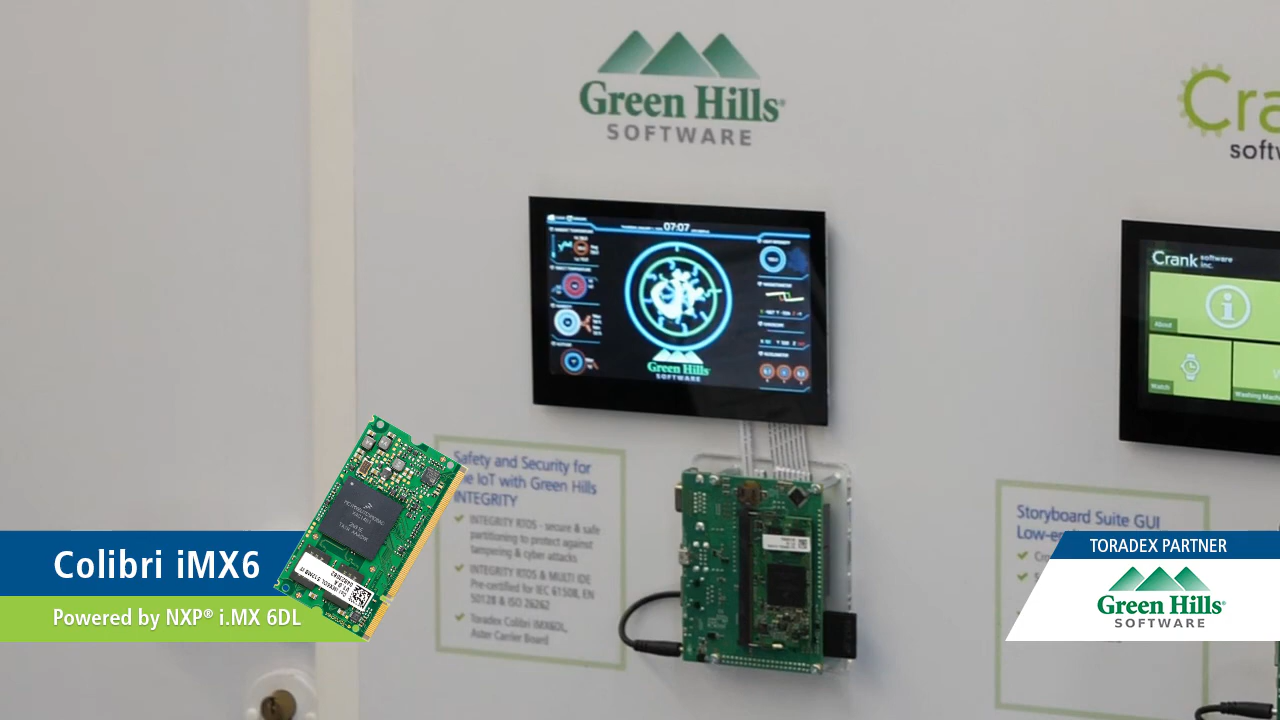 Green Hills®
SOFTWARE
Cra
softw
07:07
Green Hills
SOFTWARE
Crank software
inc.
About
Watch
Washing Mach
Safety and Security for
the IoT with Green Hills
INTEGRITY
INTEGRITY RTOS - secure & safe
partitioning to protect against
tampering & cyber attacks
INTEGRITY RTOS & MULTI IDE
Pre-certified for IEC 61508, EN
50128 & ISO 26262
Toradex Colibri iMX6DL,
Aster Carrier Board
Storyboard Suite GUI
Colibri iMX6
Powered by NXP® i.MX 6DL
TORADEX PARTNER
Green Hills®
SOFTWARE